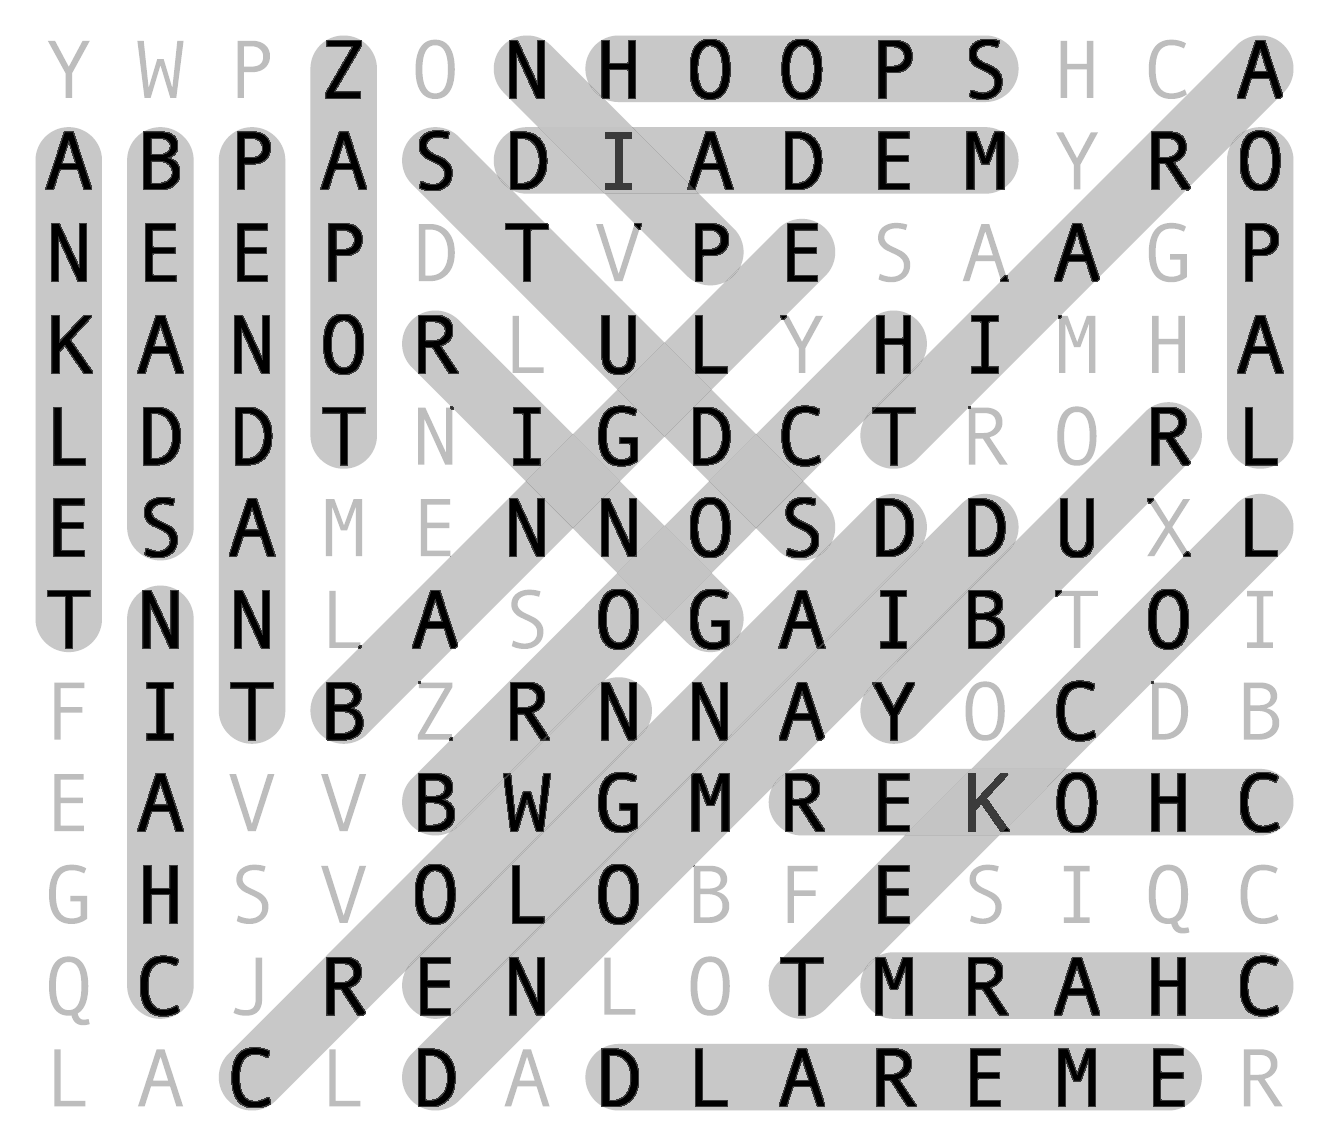 Y W P Z O N H O O P S H C A
A B P A S D I A D E M Y R O
N E E P D T V P E S A A G P
K A N O R L U L Y H I M H A
L D D T N I G D C T R O R L
E S A M E N N O S D D U X L
T N N L A S O G A I B T O I
F I T B Z R N N A Y O C D B
E A V V B W G M R E K O H C
G H S V O L O B F E S I Q C
Q C J R E N L O T M R A H C
L A C L D A D L A R E M E R